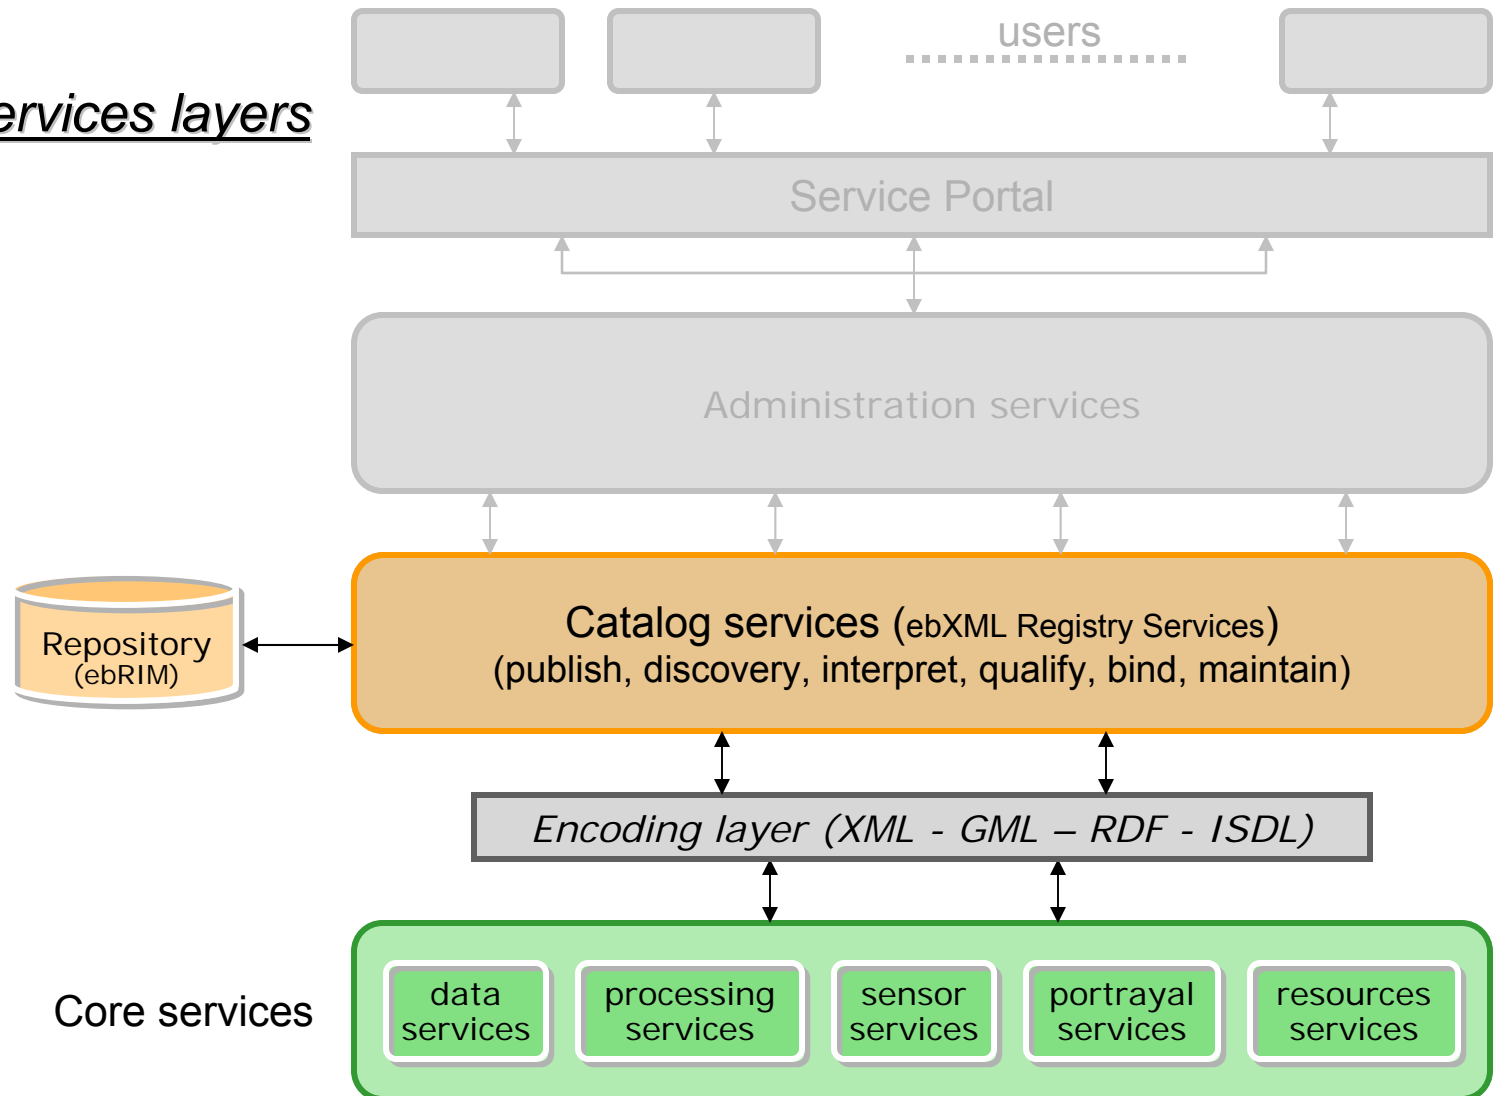 users
ervices layers
Service Portal
Administration services
Catalog services (ebXML Registry Services)
(publish, discovery, interpret, qualify, bind, maintain)
Repository
(ebRIM)
Encoding layer (XML - GML – RDF - ISDL)
Core services
data
services
processing
services
sensor
services
portrayal
services
resources
services